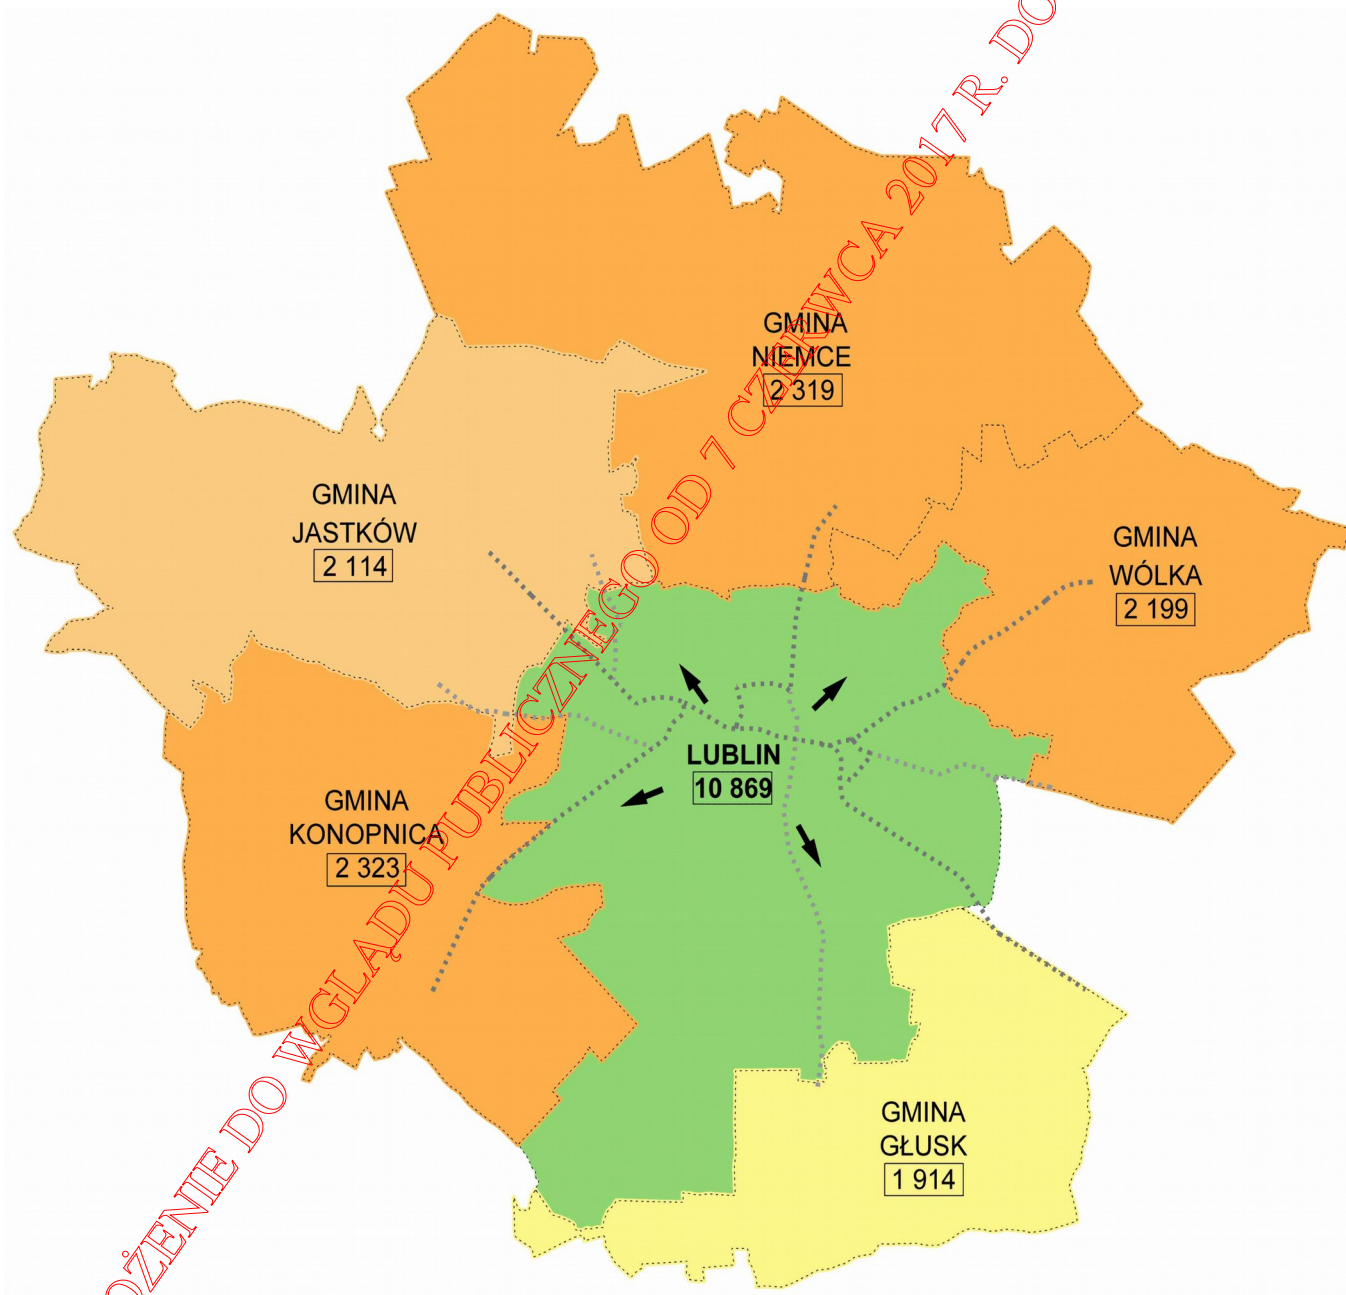 GMINA
NIEMCE
2 319
GMINA
JASTKÓW
2 114
GMINA
WÓLKA
2 199
LUBLIN
10 869
GMINA
KONOPNICA
2 323
GMINA
GŁUSK
1 914
OŻENIE DO WGLĄDU PUBLICZNEGO OD 7 CZERWCA 2017 R. DO